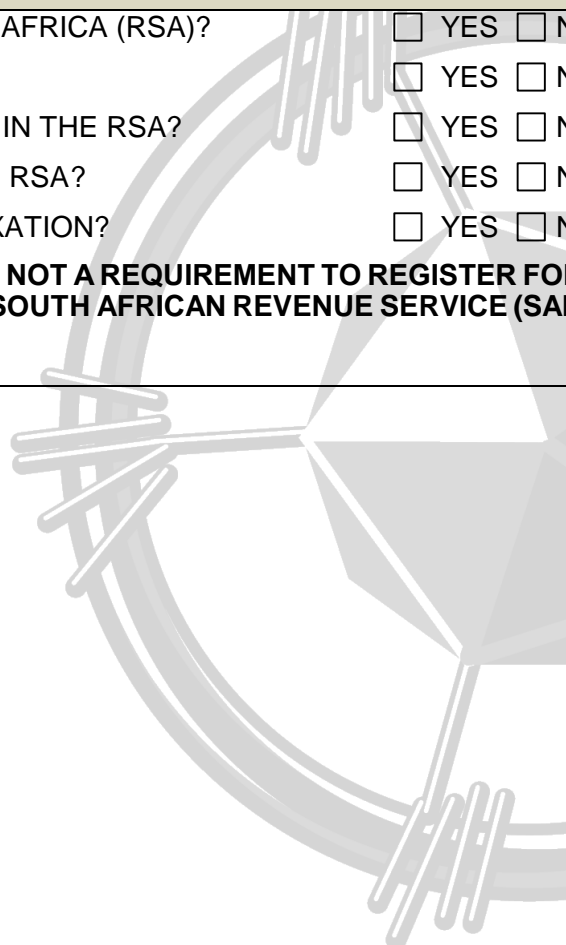 AFRICA (RSA)? ☐ YES ☐ N
☐ YES ☐ N
IN THE RSA? ☐ YES ☐ N
RSA? ☐ YES ☐ N
XATION? ☐ YES ☐ N
NOT A REQUIREMENT TO REGISTER FO
SOUTH AFRICAN REVENUE SERVICE (SA